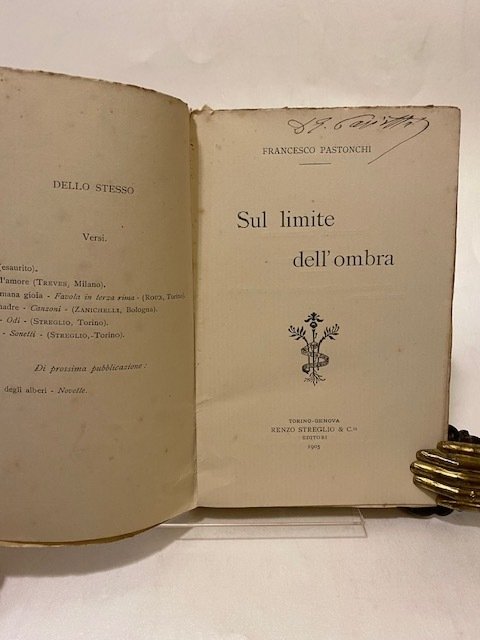 DELLO STESSO
Versi.
(esaurito).
l'amore (TREVES, Milano).
mana gioia - Favola in terza rima - (ROUX, Torino)
madre - Canzoni - (ZANICHELLI, Bologna).
- Odi - (STREGLIO, Torino).
- Sonetti - (STREGLIO, Torino).
Di prossima pubblicazione:
degli alberi - Novelle.
FRANCESCO PASTONCHI
Sul limite
dell'ombra
TORINO-GENOVA
RENZO STREGLIO & C.
EDITORI
1905